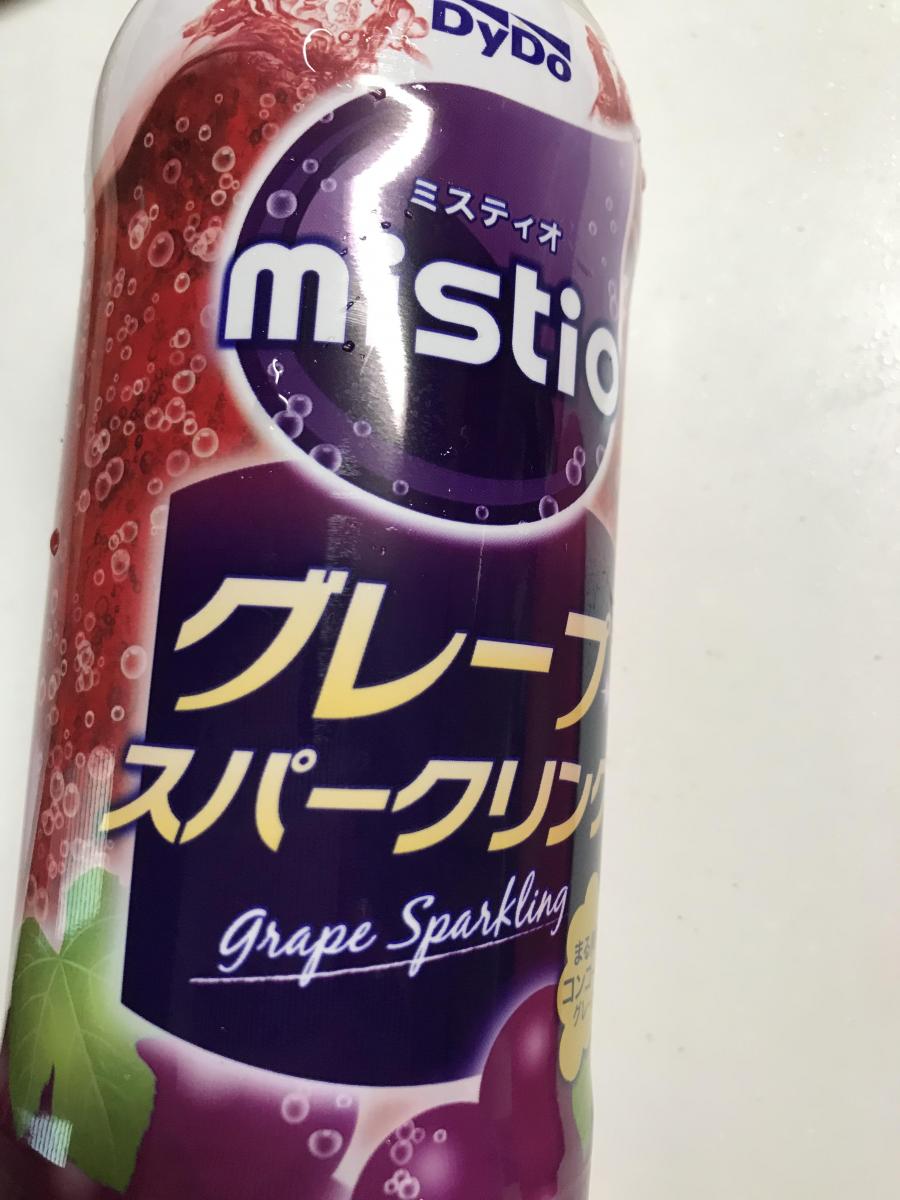 DyDo
ミスティオ
mistio
グレープ
スパークリング
Grape Sparkling